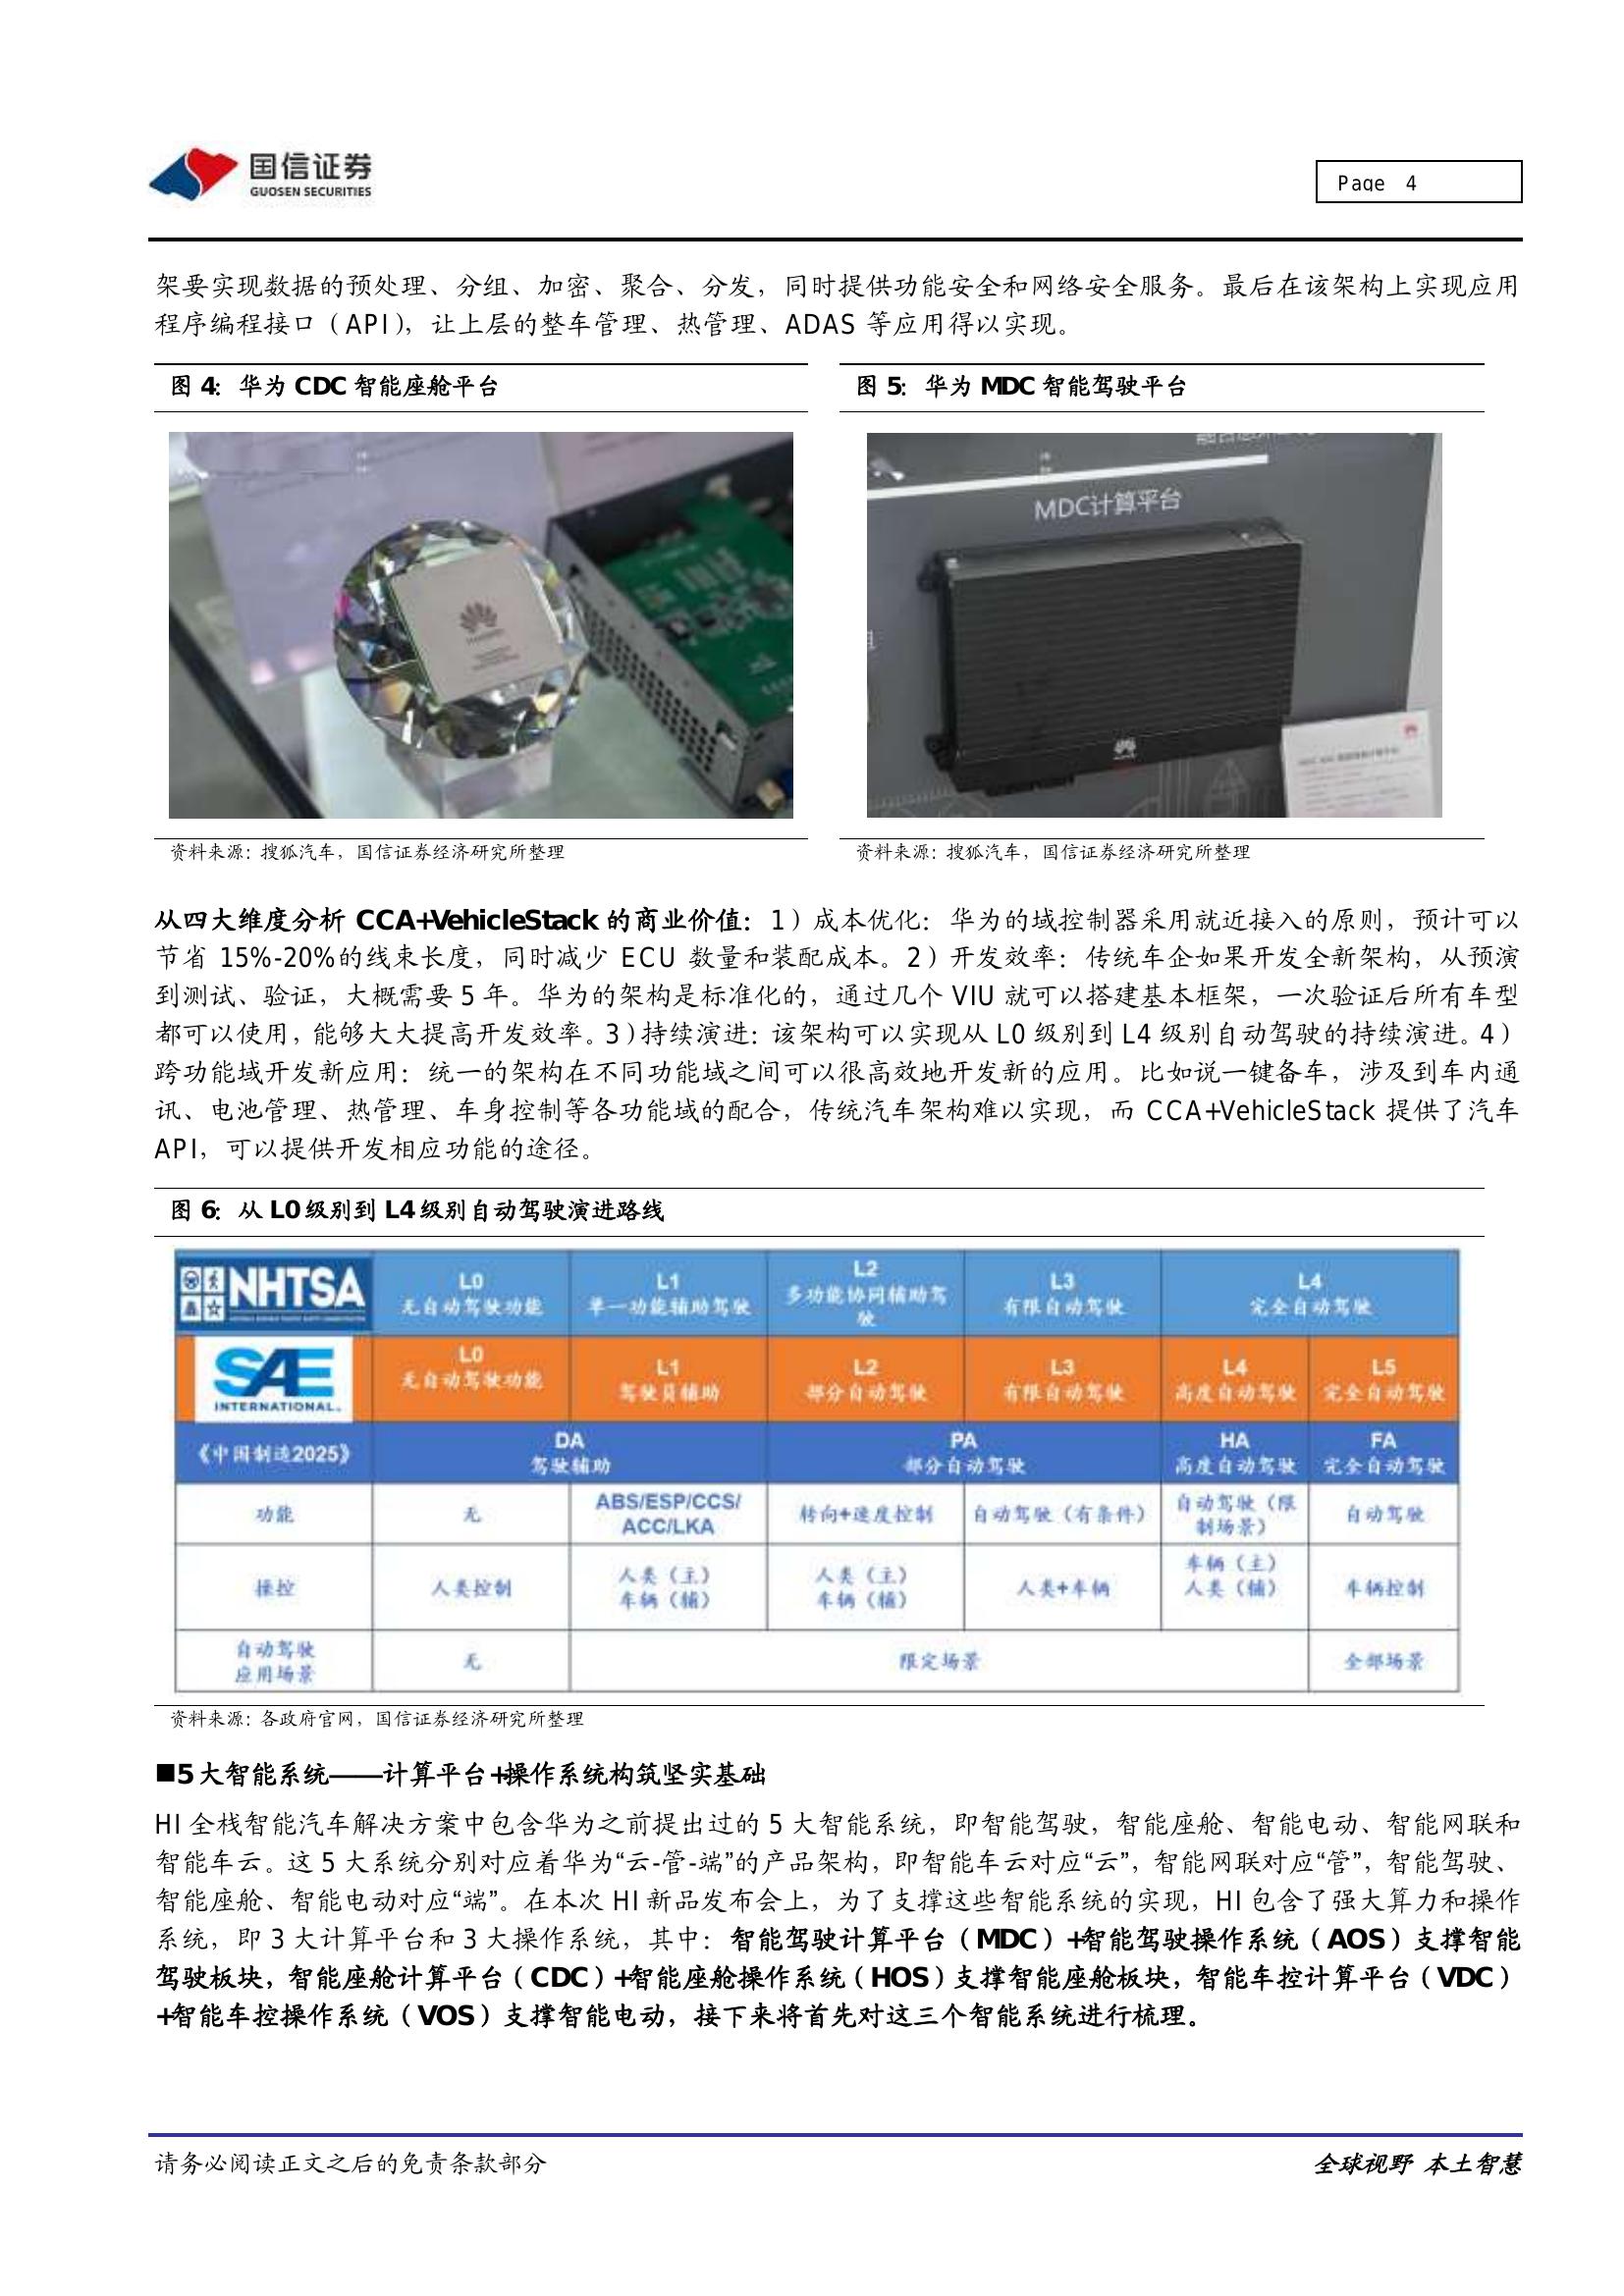 国信证券
GUOSEN SECURITIES
Page 4
架要实现数据的预处理、分组、加密、聚合、分发，同时提供功能安全和网络安全服务。最后在该架构上实现应用
程序编程接口（API），让上层的整车管理、热管理、ADAS 等应用得以实现。
图 4：华为 CDC 智能座舱平台
图 5：华为 MDC 智能驾驶平台
MDC计算平台
资料来源：搜狐汽车，国信证券经济研究所整理
资料来源：搜狐汽车，国信证券经济研究所整理
从四大维度分析 CCA+VehicleStack 的商业价值：1）成本优化：华为的域控制器采用就近接入的原则，预计可以
节省 15%-20%的线束长度，同时减少 ECU 数量和装配成本。2）开发效率：传统车企如果开发全新架构，从预演
到测试、验证，大概需要 5 年。华为的架构是标准化的，通过几个 VIU 就可以搭建基本框架，一次验证后所有车型
都可以使用，能够大大提高开发效率。3）持续演进：该架构可以实现从 L0 级别到 L4 级别自动驾驶的持续演进。4）
跨功能域开发新应用：统一的架构在不同功能域之间可以很高效地开发新的应用。比如说一键备车，涉及到车内通
讯、电池管理、热管理、车身控制等各功能域的配合，传统汽车架构难以实现，而 CCA+VehicleStack 提供了汽车
API，可以提供开发相应功能的途径。
图 6：从 L0 级别到 L4 级别自动驾驶演进路线
NHTSA
L0
无自动驾驶功能
L1
单一功能辅助驾驶
L2
多功能协同辅助驾
驶
L3
有限自动驾驶
L4
完全自动驾驶
SAE
INTERNATIONAL.
L0
无自动驾驶功能
L1
驾驶员辅助
L2
部分自动驾驶
L3
有限自动驾驶
L4
高度自动驾驶
L5
完全自动驾驶
《中国制造2025》
DA
驾驶辅助
PA
部分自动驾驶
HA
高度自动驾驶
FA
完全自动驾驶
功能
无
ABS/ESP/CCS/
ACC/LKA
转向+速度控制
自动驾驶（有条件）
自动驾驶（限
制场景）
自动驾驶
操控
人类控制
人类（主）
车辆（辅）
人类（主）
车辆（辅）
人类+车辆
车辆（主）
人类（辅）
车辆控制
自动驾驶
应用场景
无
限定场景
全部场景
资料来源：各政府官网，国信证券经济研究所整理
■5 大智能系统——计算平台+操作系统构筑坚实基础
HI 全栈智能汽车解决方案中包含华为之前提出过的 5 大智能系统，即智能驾驶，智能座舱、智能电动、智能网联和
智能车云。这 5 大系统分别对应着华为“云-管-端”的产品架构，即智能车云对应“云”，智能网联对应“管”，智能驾驶、
智能座舱、智能电动对应“端”。在本次 HI 新品发布会上，为了支撑这些智能系统的实现，HI 包含了强大算力和操作
系统，即 3 大计算平台和 3 大操作系统，其中：智能驾驶计算平台（MDC）+智能驾驶操作系统（AOS）支撑智能
驾驶板块，智能座舱计算平台（CDC）+智能座舱操作系统（HOS）支撑智能座舱板块，智能车控计算平台（VDC）
+智能车控操作系统（VOS）支撑智能电动，接下来将首先对这三个智能系统进行梳理。
请务必阅读正文之后的免责条款部分
全球视野 本土智慧